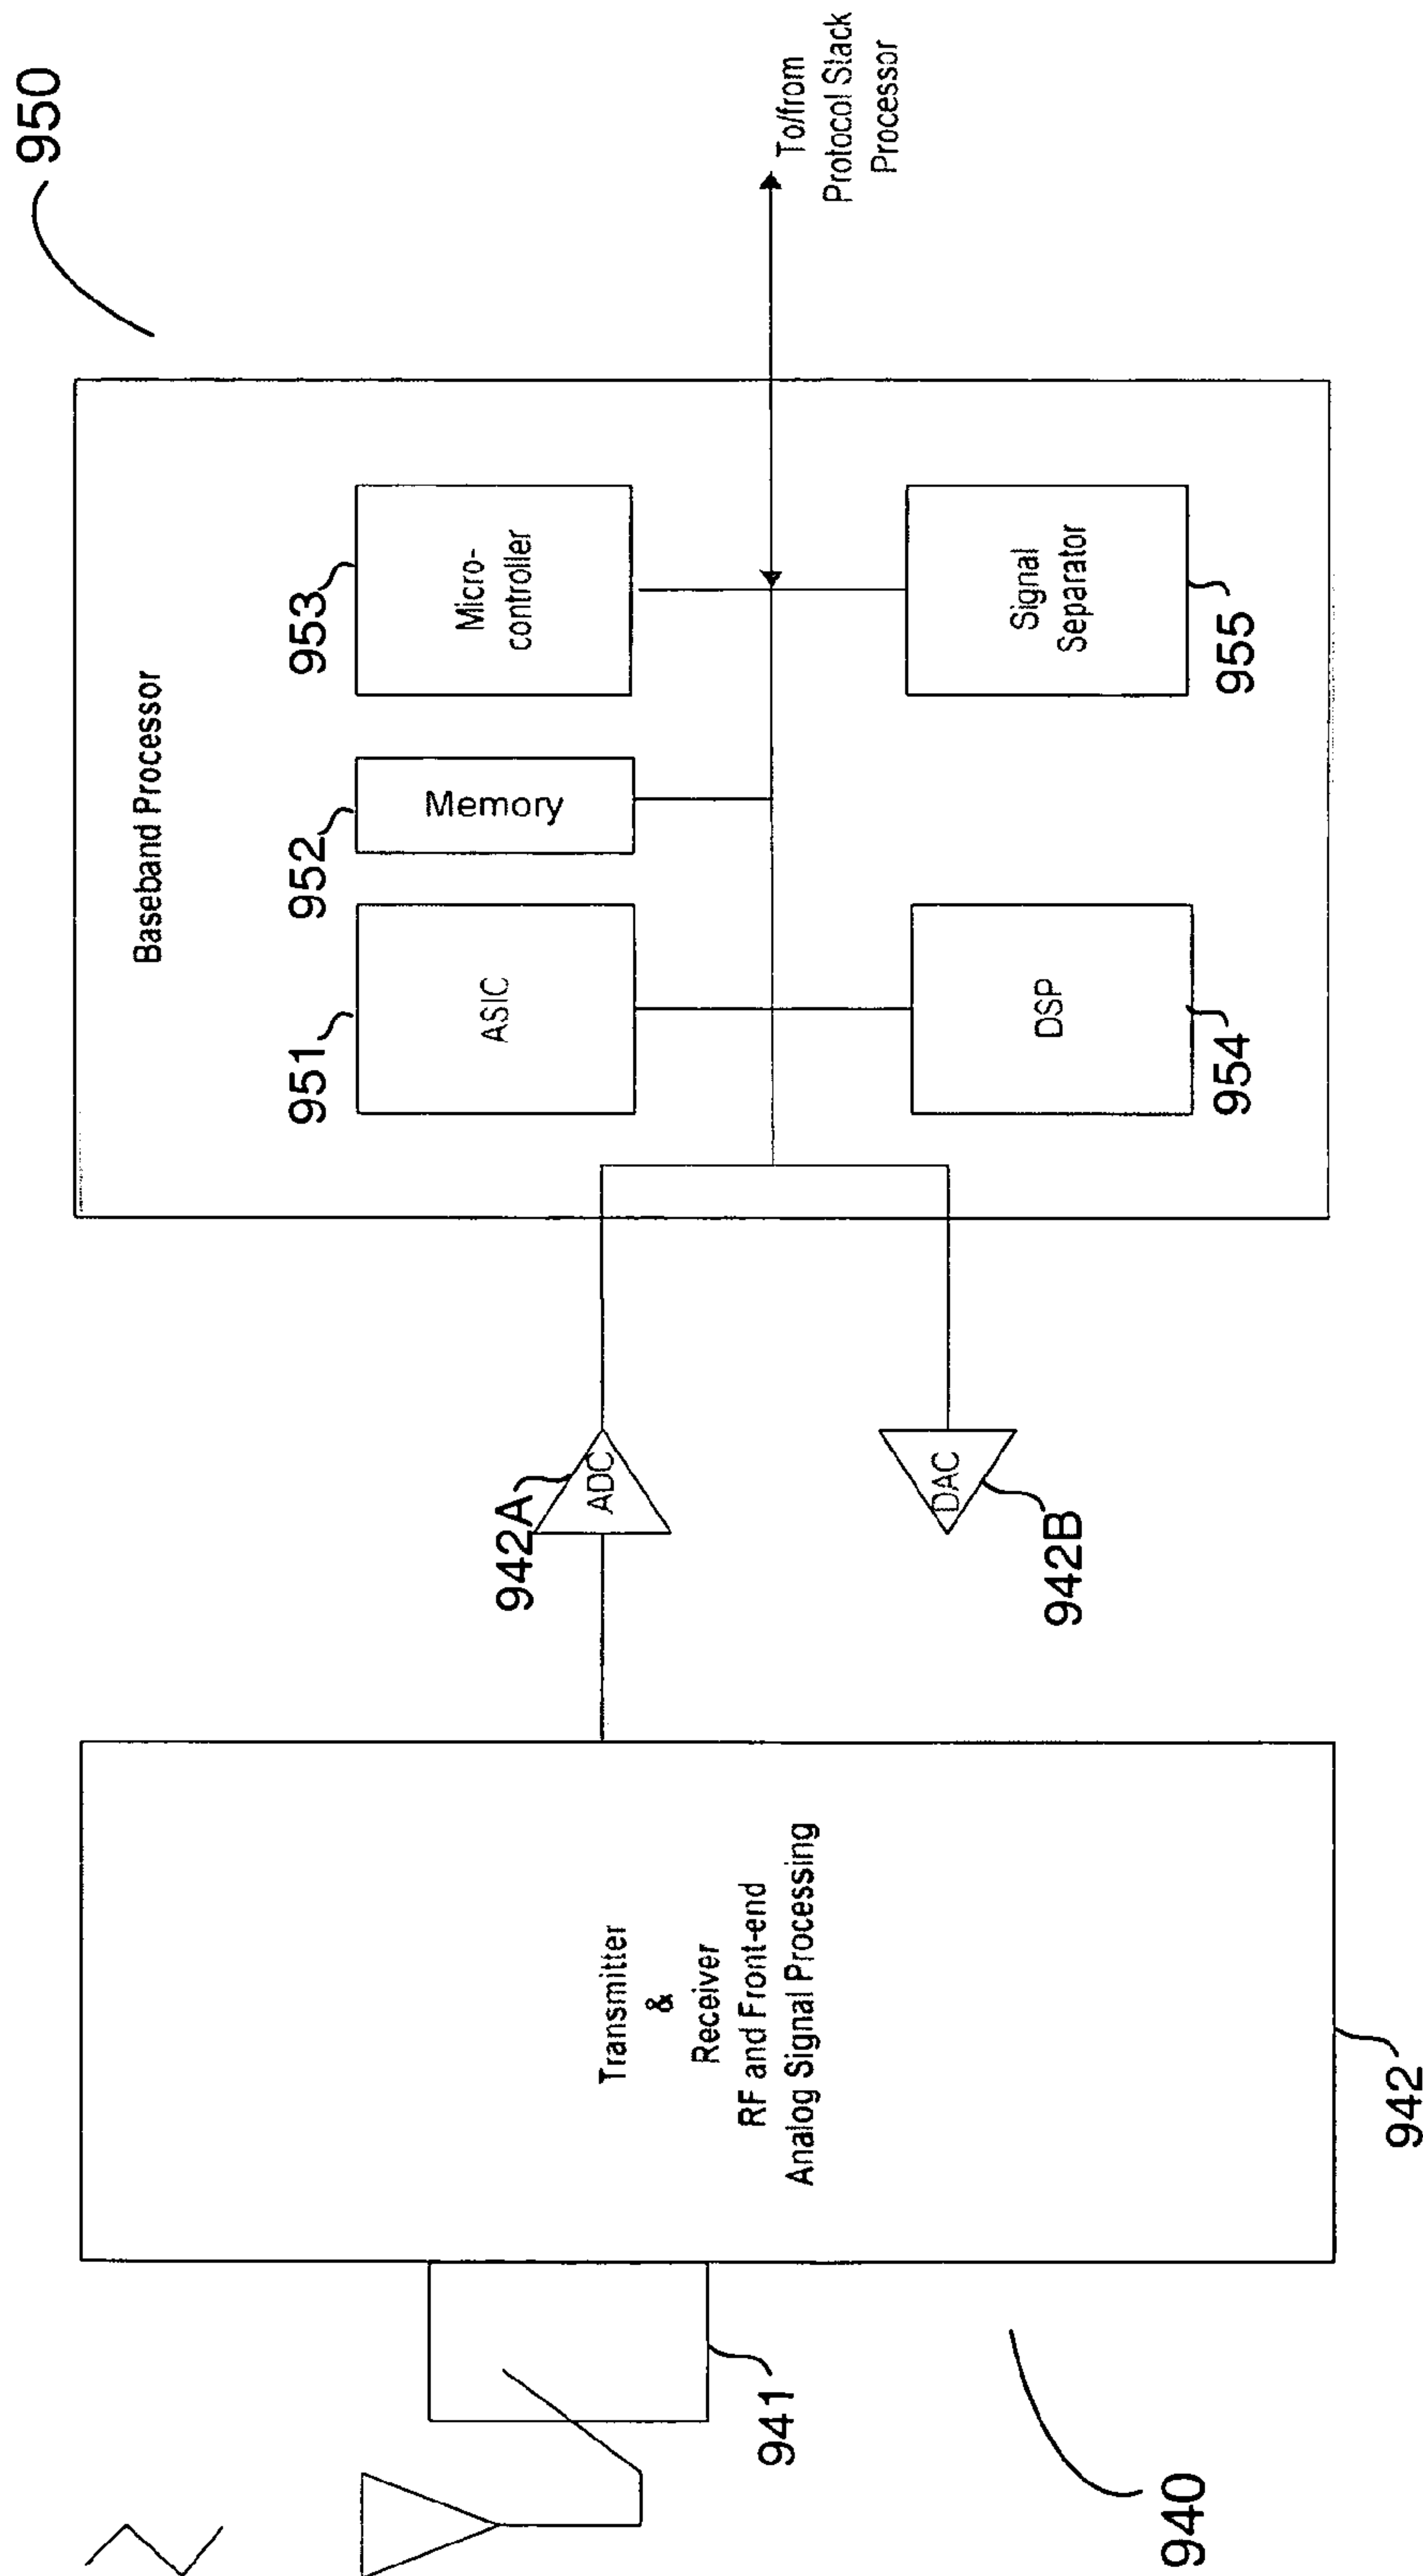 950
Baseband Processor
951
ASIC
952
Memory
953
Micro-
controller
954
DSP
955
Signal
Separator
To/from
Protocol Stack
Processor
942A
ADC
942B
DAC
Transmitter
&
Receiver
RF and Front-end
Analog Signal Processing
942
941
940